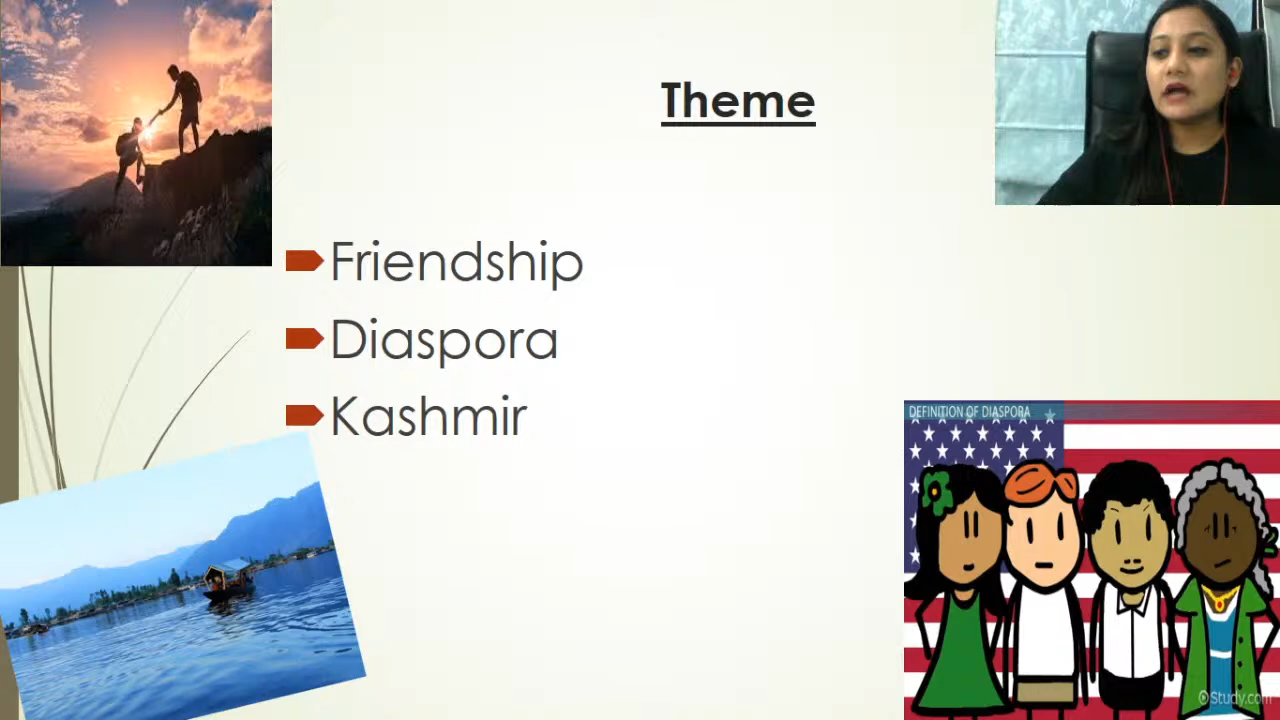 Theme
Friendship
Diaspora
Kashmir
DEFINITION OF DIASPORA
Study.com